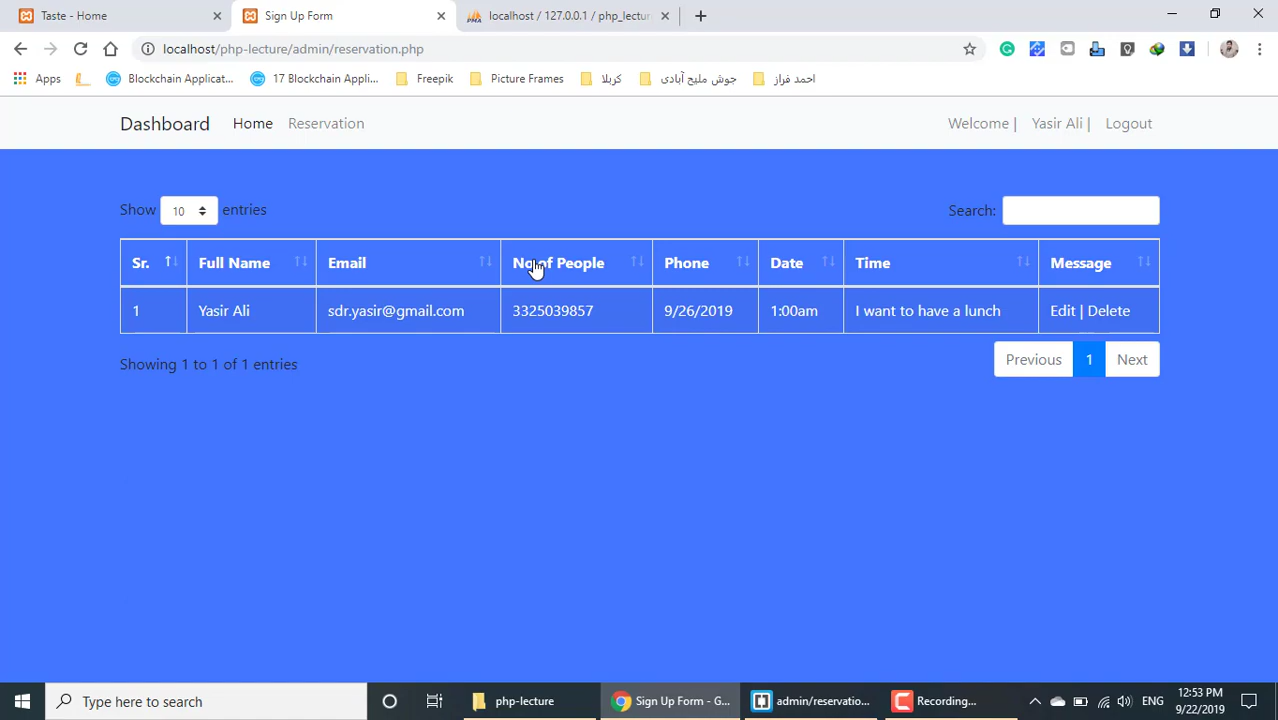 Taste - Home
Sign Up Form
localhost / 127.0.0.1 / php_lectur
localhost/php-lecture/admin/reservation.php
Apps
Blockchain Applicat...
17 Blockchain Appli...
Freepik
Picture Frames
کربلا
جوش ملیح آبادی
احمد فراز
Dashboard Home Reservation
Welcome | Yasir Ali | Logout
Show 10 entries
Search:
Sr. Full Name Email No of People Phone Date Time Message
1 Yasir Ali sdr.yasir@gmail.com 3325039857 9/26/2019 1:00am I want to have a lunch Edit | Delete
Showing 1 to 1 of 1 entries
Previous 1 Next
Type here to search
php-lecture
Sign Up Form - G...
admin/reservatio...
Recording...
ENG
12:53 PM
9/22/2019